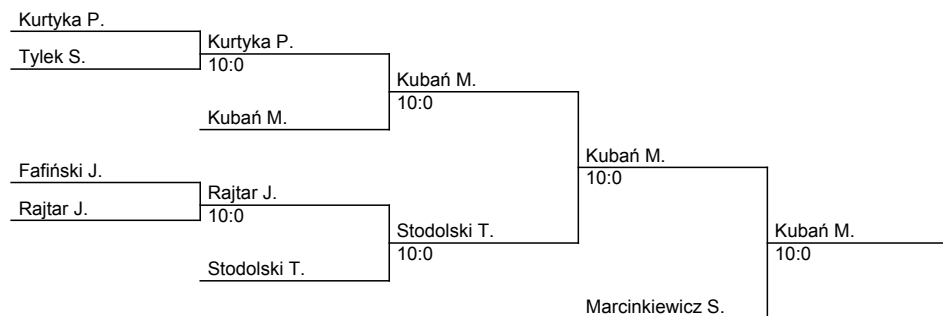 Kurtyka P.
Tylek S.
Kurtyka P.
10:0
Kubań M.
Kubań M.
10:0
Fafiński J.
Rajtar J.
Rajtar J.
10:0
Stodolski T.
Stodolski T.
10:0
Kubań M.
10:0
Marcinkiewicz S.
Kubań M.
10:0